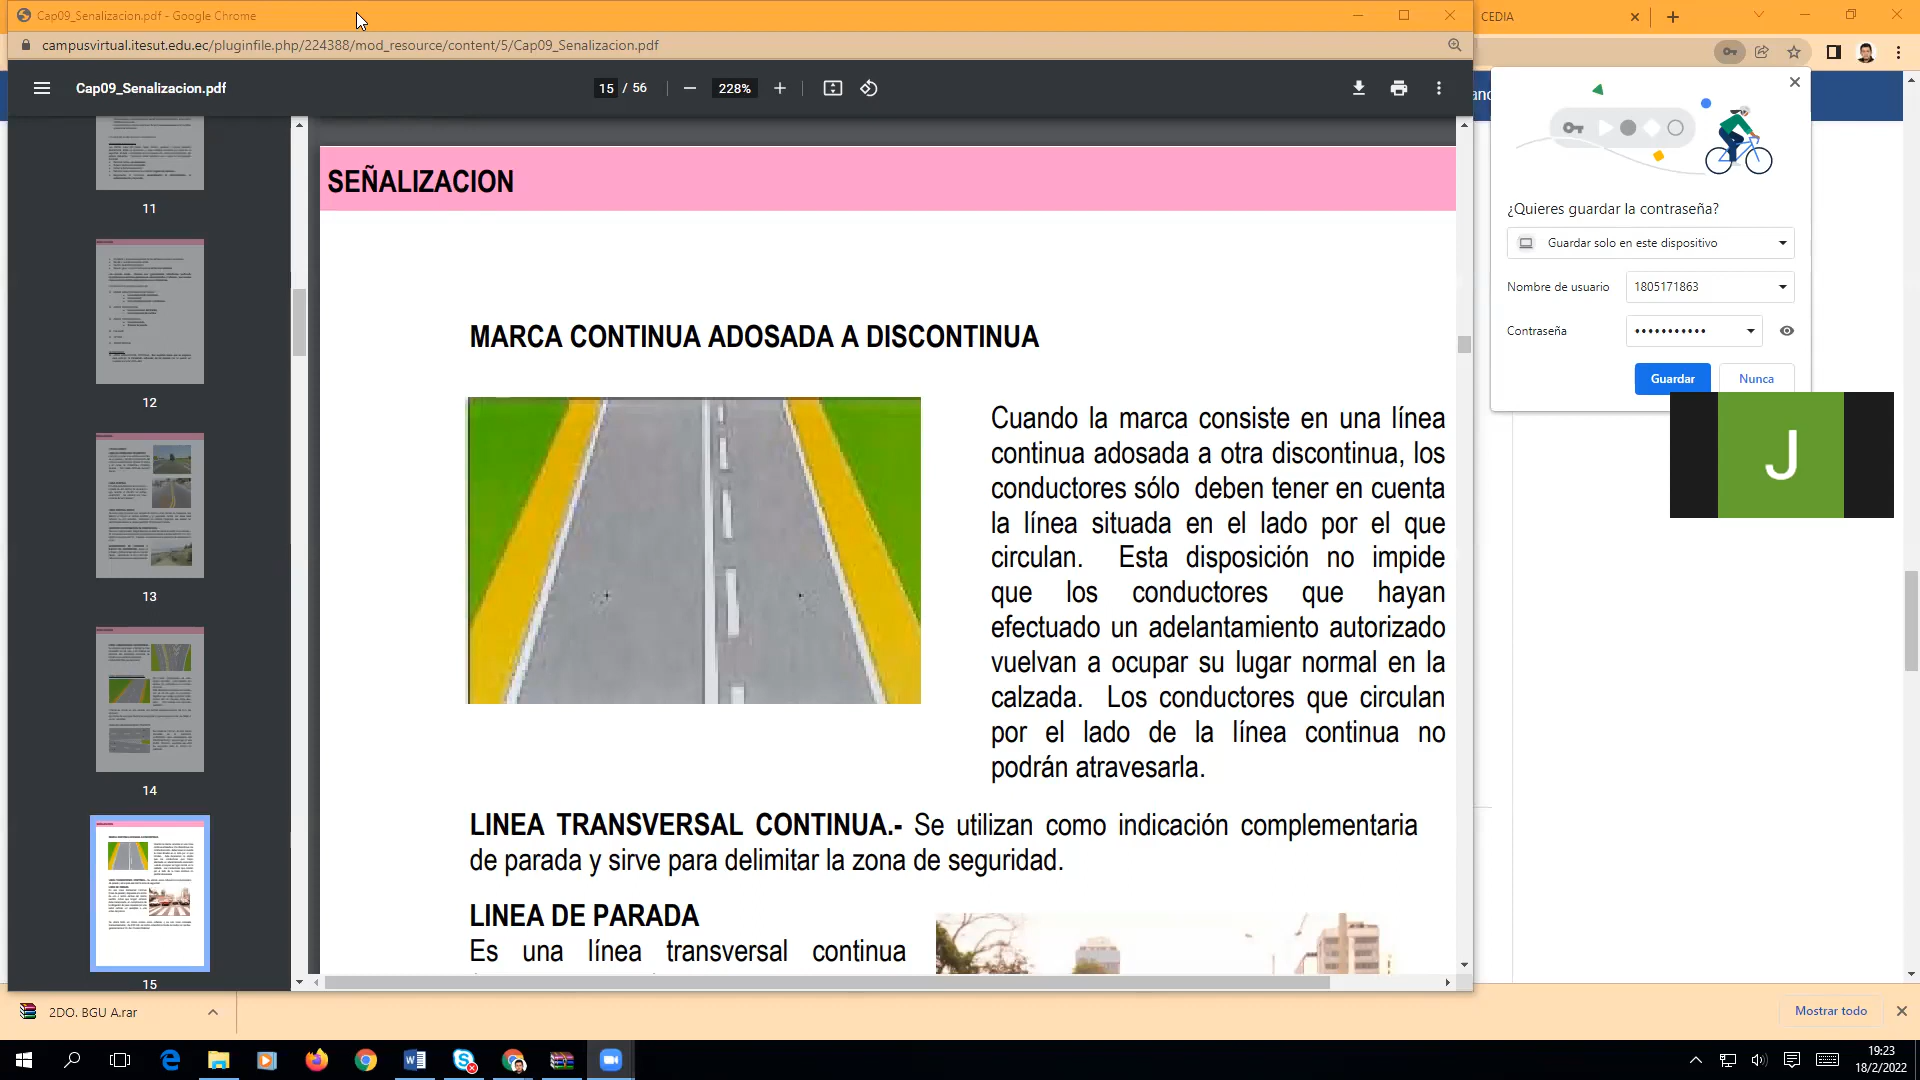 Cap09_Senalizacion.pdf - Google Chrome
CEDIA
campusvirtual.itesut.edu.ec/pluginfile.php/224388/mod_resource/content/5/Cap09_Senalizacion.pdf
Cap09_Senalizacion.pdf
15 / 56
228%
11
12
13
14
15
SEÑALIZACION
MARCA CONTINUA ADOSADA A DISCONTINUA
Cuando la marca consiste en una línea
continua adosada a otra discontinua, los
conductores sólo deben tener en cuenta
la línea situada en el lado por el que
circulan. Esta disposición no impide
que los conductores que hayan
efectuado un adelantamiento autorizado
vuelvan a ocupar su lugar normal en la
calzada. Los conductores que circulan
por el lado de la línea continua no
podrán atravesarla.
LINEA TRANSVERSAL CONTINUA.- Se utilizan como indicación complementaria
de parada y sirve para delimitar la zona de seguridad.
LINEA DE PARADA
Es una línea transversal continua
¿Quieres guardar la contraseña?
Guardar solo en este dispositivo
Nombre de usuario
1805171863
Contraseña
•••••••••••
Guardar
Nunca
J
2DO. BGU A.rar
Mostrar todo
19:23
18/2/2022